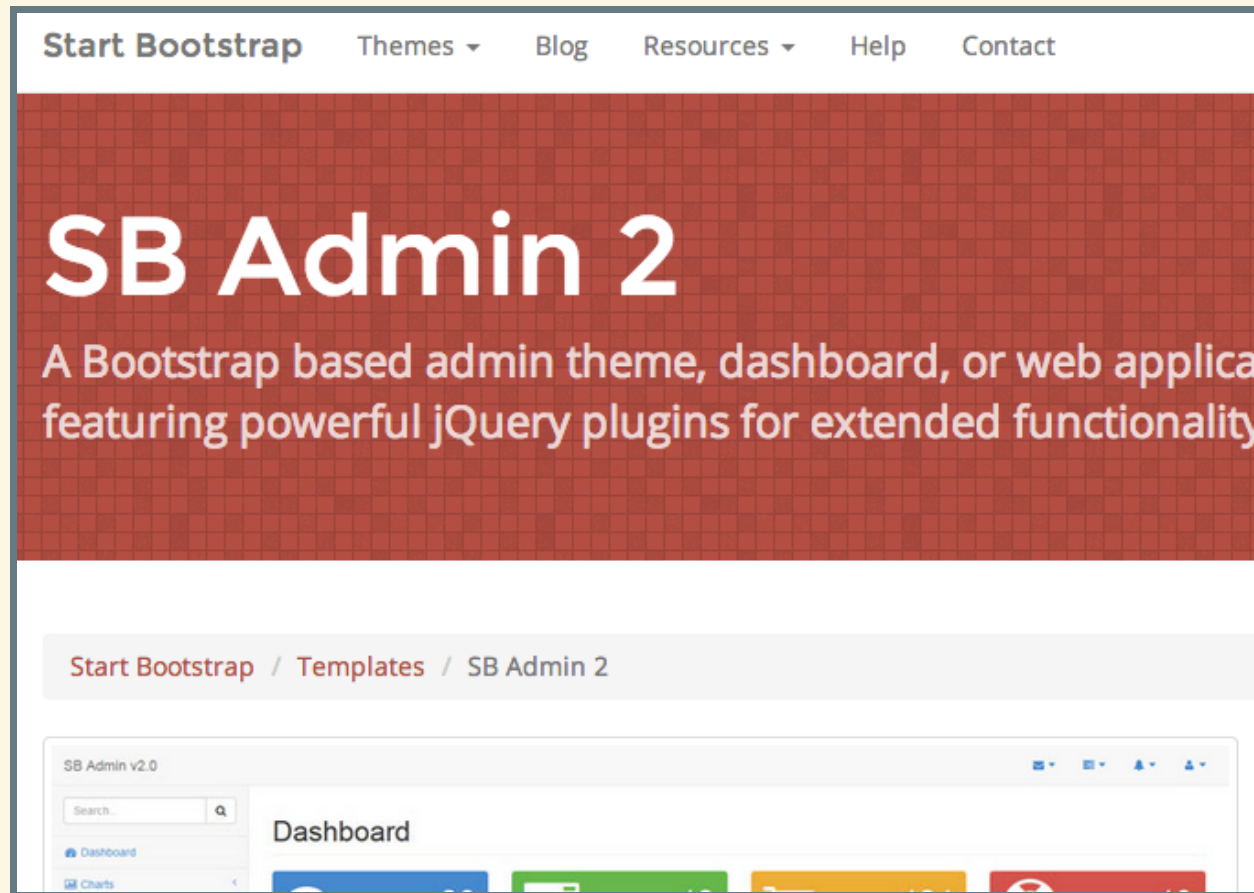 Start Bootstrap Themes Blog Resources Help Contact
SB Admin 2
A Bootstrap based admin theme, dashboard, or web applica
featuring powerful jQuery plugins for extended functionality
Start Bootstrap / Templates / SB Admin 2
SB Admin v2.0
Search...
Dashboard
Dashboard
Charts